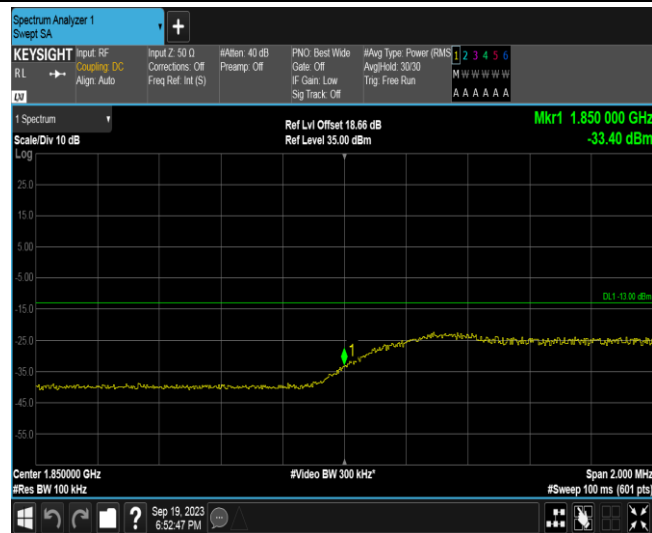 Spectrum Analyzer 1
Swept SA
+
KEYSIGHT
RL
LXI
Input: RF
Coupling: DC
Align: Auto
Input Z: 50 Ω
Corrections: Off
Freq Ref: Int (S)
#Atten: 40 dB
Preamp: Off
PNO: Best Wide
Gate: Off
IF Gain: Low
Sig Track: Off
#Avg Type: Power (RMS
Avg|Hold: 30/30
Trig: Free Run
1 2 3 4 5 6
M W W W W W
A A A A A A
1 Spectrum
Scale/Div 10 dB
Ref Lvl Offset 18.66 dB
Ref Level 35.00 dBm
Mkr1 1.850 000 GHz
-33.40 dBm
Log
25.0
15.0
5.00
-5.00
DL1 -13.00 dBm
-15.0
-25.0
1
-35.0
-45.0
-55.0
Center 1.850000 GHz
#Res BW 100 kHz
#Video BW 300 kHz*
Span 2.000 MHz
#Sweep 100 ms (601 pts)
?
Sep 19, 2023
6:52:47 PM